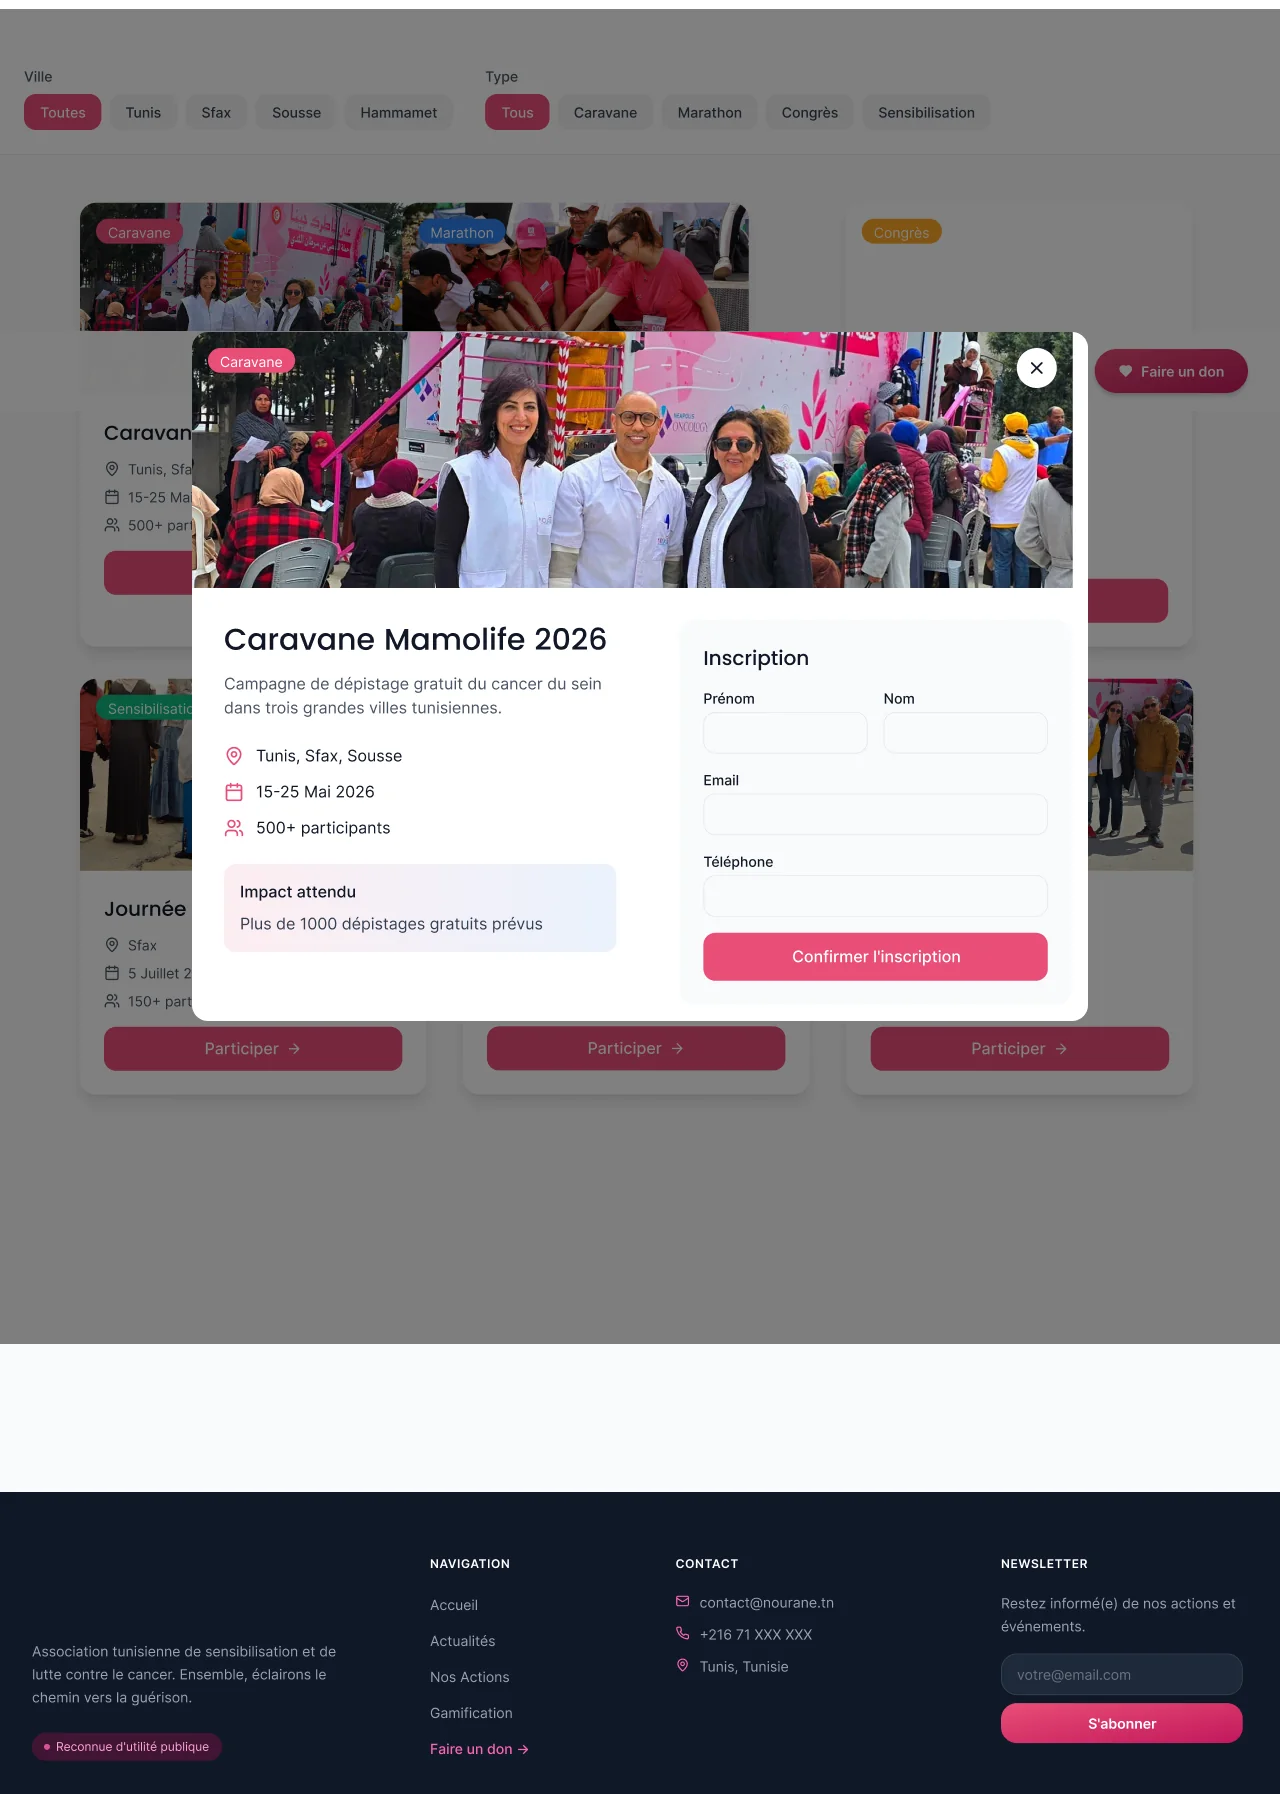 Ville
Type
Toutes
Tunis
Sfax
Sousse
Hammamet
Tous
Caravane
Marathon
Congrès
Sensibilisation
Caravane
Marathon
Congrès
Caravane
Faire un don
Caravan
Tunis, Sfa
15-25 Mai
500+ part
NEAPOLIS
ONCOLOGY
Caravane Mamolife 2026
Campagne de dépistage gratuit du cancer du sein
dans trois grandes villes tunisiennes.
Tunis, Sfax, Sousse
15-25 Mai 2026
500+ participants
Impact attendu
Plus de 1000 dépistages gratuits prévus
Inscription
Prénom
Nom
Email
Téléphone
Confirmer l'inscription
Sensibilisatio
Journée
Sfax
5 Juillet 2
150+ part
Participer →
Participer →
Participer →
Association tunisienne de sensibilisation et de
lutte contre le cancer. Ensemble, éclairons le
chemin vers la guérison.
Reconnue d'utilité publique
NAVIGATION
Accueil
Actualités
Nos Actions
Gamification
Faire un don →
CONTACT
contact@nourane.tn
+216 71 XXX XXX
Tunis, Tunisie
NEWSLETTER
Restez informé(e) de nos actions et
événements.
votre@email.com
S'abonner